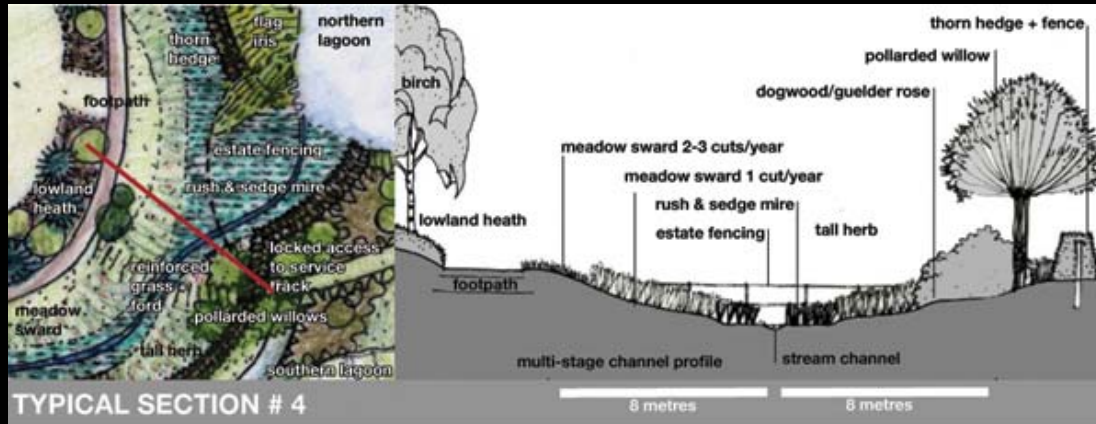 northern
lagoon
flag
iris
thorn
hedge
footpath
estate fencing
rush & sedge mire
lowland
heath
locked access
to service
track
reinforced
grass
ford
meadow
sward
pollarded willows
tall herb
southern lagoon
birch
lowland heath
footpath
meadow sward 2-3 cuts/year
meadow sward 1 cut/year
rush & sedge mire
estate fencing
tall herb
dogwood/guelder rose
pollarded willow
thorn hedge + fence
multi-stage channel profile
stream channel
8 metres
8 metres
TYPICAL SECTION # 4